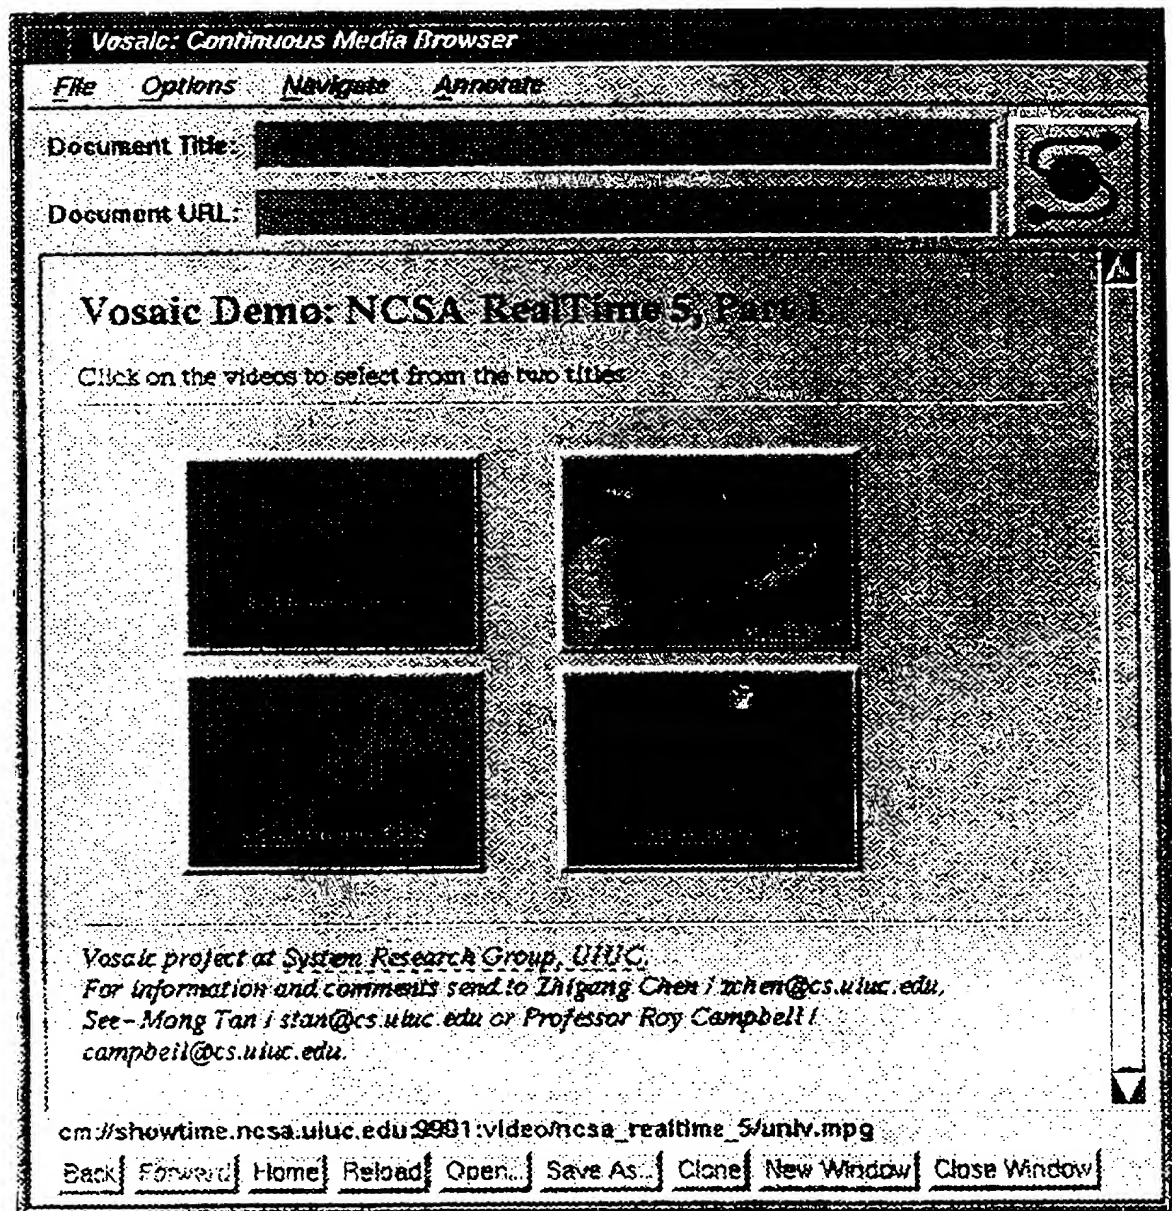 Vosaic: Continuous Media Browser
File Options Navigate Annotate
Document Title:
Document URL:
Vosaic Demo: NCSA RealTime 5, Part I.
Click on the videos to select from the two titles
Vosaic project at System Research Group, UIUC.
For information and comments send to Zhigang Chen / zchen@cs.uiuc.edu,
See-Mong Tan / stan@cs.uiuc.edu or Professor Roy Campbell /
campbell@cs.uiuc.edu.
cm://showtime.ncsa.uiuc.edu:9901:video/ncsa_realtime_5/univ.mpg
Back Forward Home Reload Open... Save As... Clone New Window Close Window